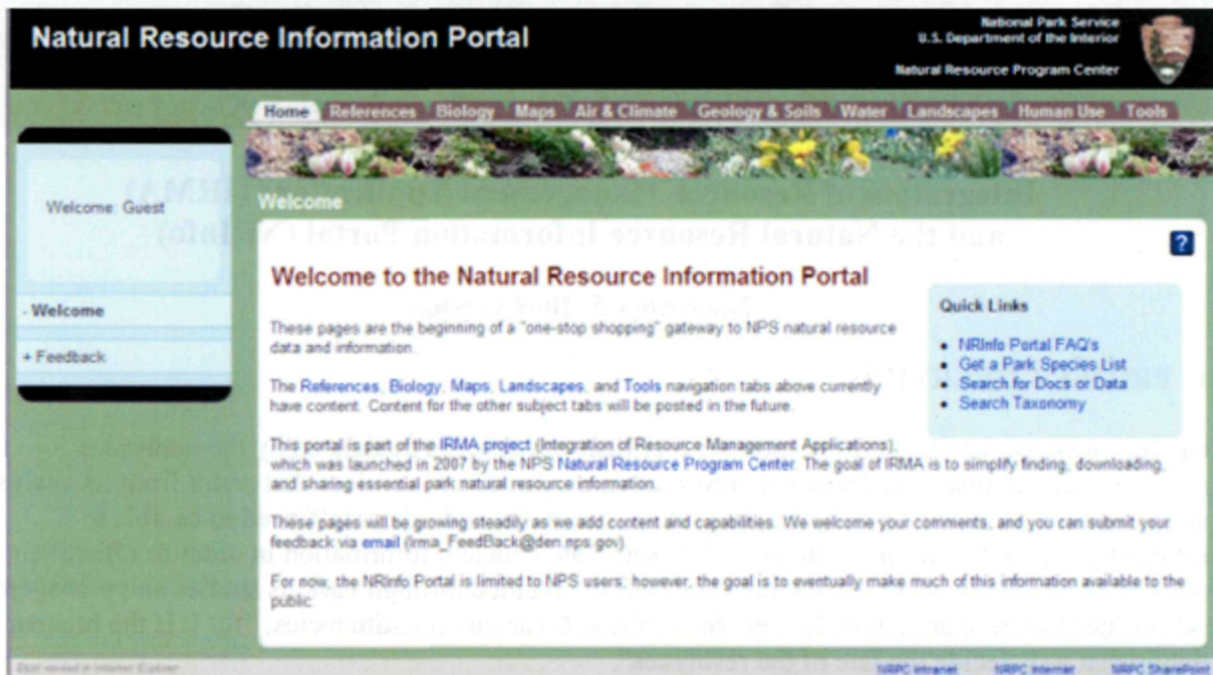 Natural Resource Information Portal
National Park Service
U.S. Department of the Interior
Natural Resource Program Center
Home References Biology Maps Air & Climate Geology & Soils Water Landscapes Human Use Tools
Welcome: Guest
- Welcome
+ Feedback
Welcome
?
Welcome to the Natural Resource Information Portal
These pages are the beginning of a "one-stop shopping" gateway to NPS natural resource
data and information.
The References, Biology, Maps, Landscapes, and Tools navigation tabs above currently
have content. Content for the other subject tabs will be posted in the future.
This portal is part of the IRMA project (Integration of Resource Management Applications),
which was launched in 2007 by the NPS Natural Resource Program Center. The goal of IRMA is to simplify finding, downloading,
and sharing essential park natural resource information.
These pages will be growing steadily as we add content and capabilities. We welcome your comments, and you can submit your
feedback via email (irma_FeedBack@den.nps.gov).
For now, the NRInfo Portal is limited to NPS users; however, the goal is to eventually make much of this information available to the
public.
Quick Links
• NRInfo Portal FAQ's
• Get a Park Species List
• Search for Docs or Data
• Search Taxonomy
Best viewed in Internet Explorer
NRPC Intranet NRPC Internet NRPC SharePoint